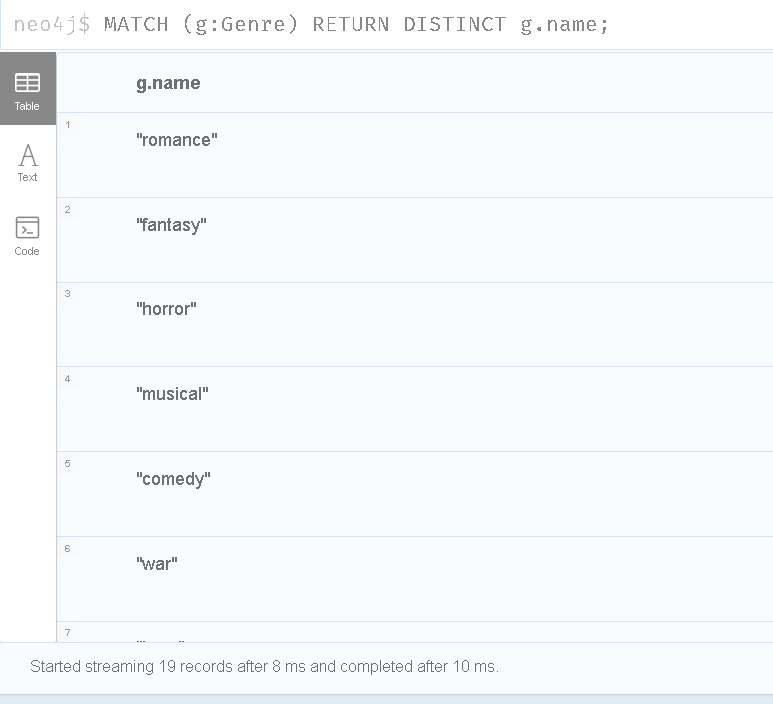 neo4j$ MATCH (g:Genre) RETURN DISTINCT g.name;
Table
g.name
1
"romance"
A
Text
2
"fantasy"
Code
3
"horror"
4
"musical"
5
"comedy"
6
"war"
7
Started streaming 19 records after 8 ms and completed after 10 ms.